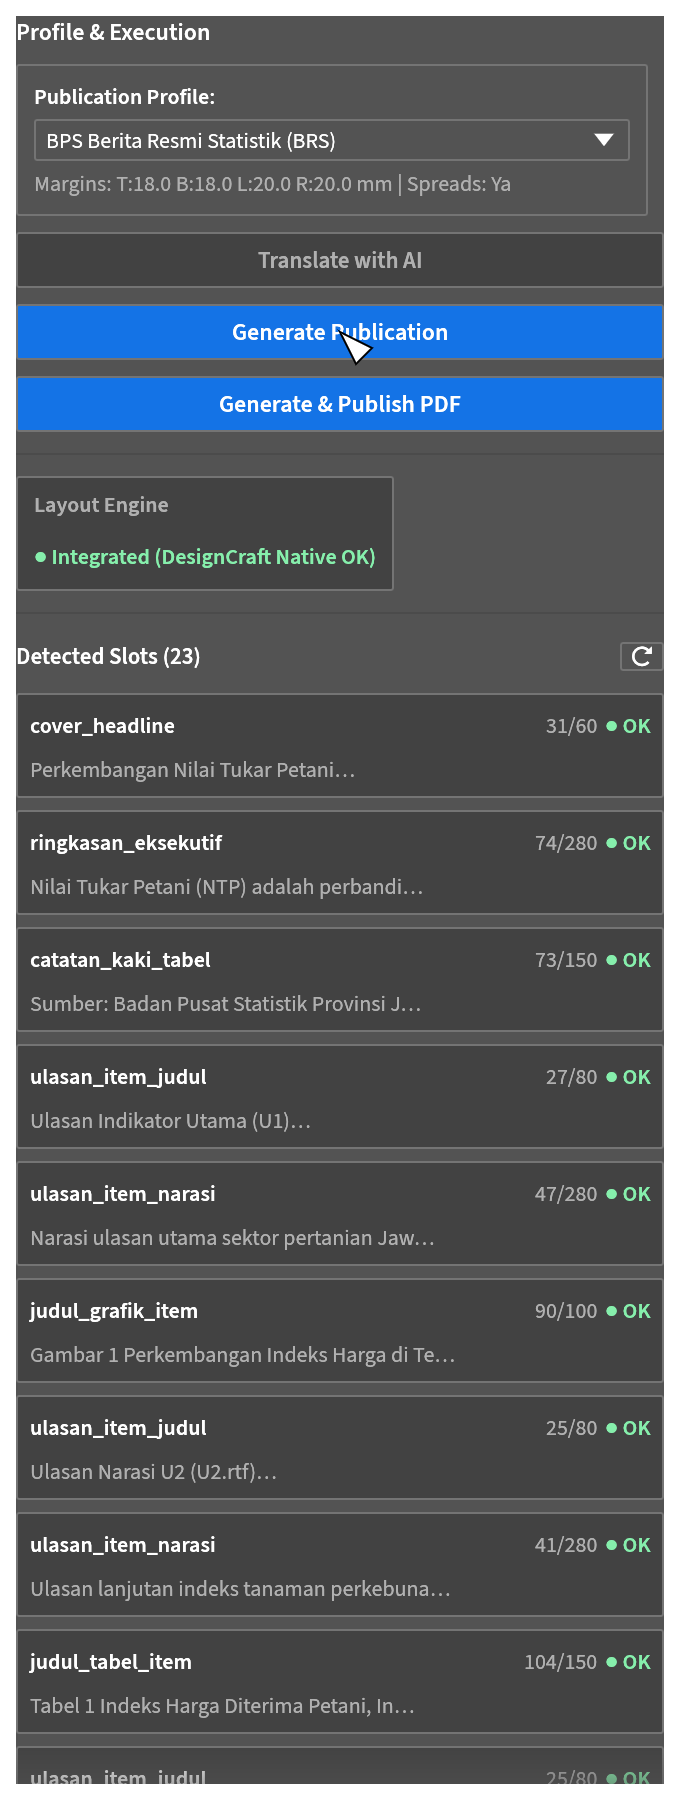 Profile & Execution
Publication Profile:
BPS Berita Resmi Statistik (BRS)
Margins: T:18.0 B:18.0 L:20.0 R:20.0 mm | Spreads: Ya
Translate with AI
Generate Publication
Generate & Publish PDF
Layout Engine
● Integrated (DesignCraft Native OK)
Detected Slots (23)
cover_headline 31/60 ● OK
Perkembangan Nilai Tukar Petani…
ringkasan_eksekutif 74/280 ● OK
Nilai Tukar Petani (NTP) adalah perbandi…
catatan_kaki_tabel 73/150 ● OK
Sumber: Badan Pusat Statistik Provinsi J…
ulasan_item_judul 27/80 ● OK
Ulasan Indikator Utama (U1)…
ulasan_item_narasi 47/280 ● OK
Narasi ulasan utama sektor pertanian Jaw…
judul_grafik_item 90/100 ● OK
Gambar 1 Perkembangan Indeks Harga di Te…
ulasan_item_judul 25/80 ● OK
Ulasan Narasi U2 (U2.rtf)…
ulasan_item_narasi 41/280 ● OK
Ulasan lanjutan indeks tanaman perkebuna…
judul_tabel_item 104/150 ● OK
Tabel 1 Indeks Harga Diterima Petani, In…
ulasan_item_judul 25/80 ● OK